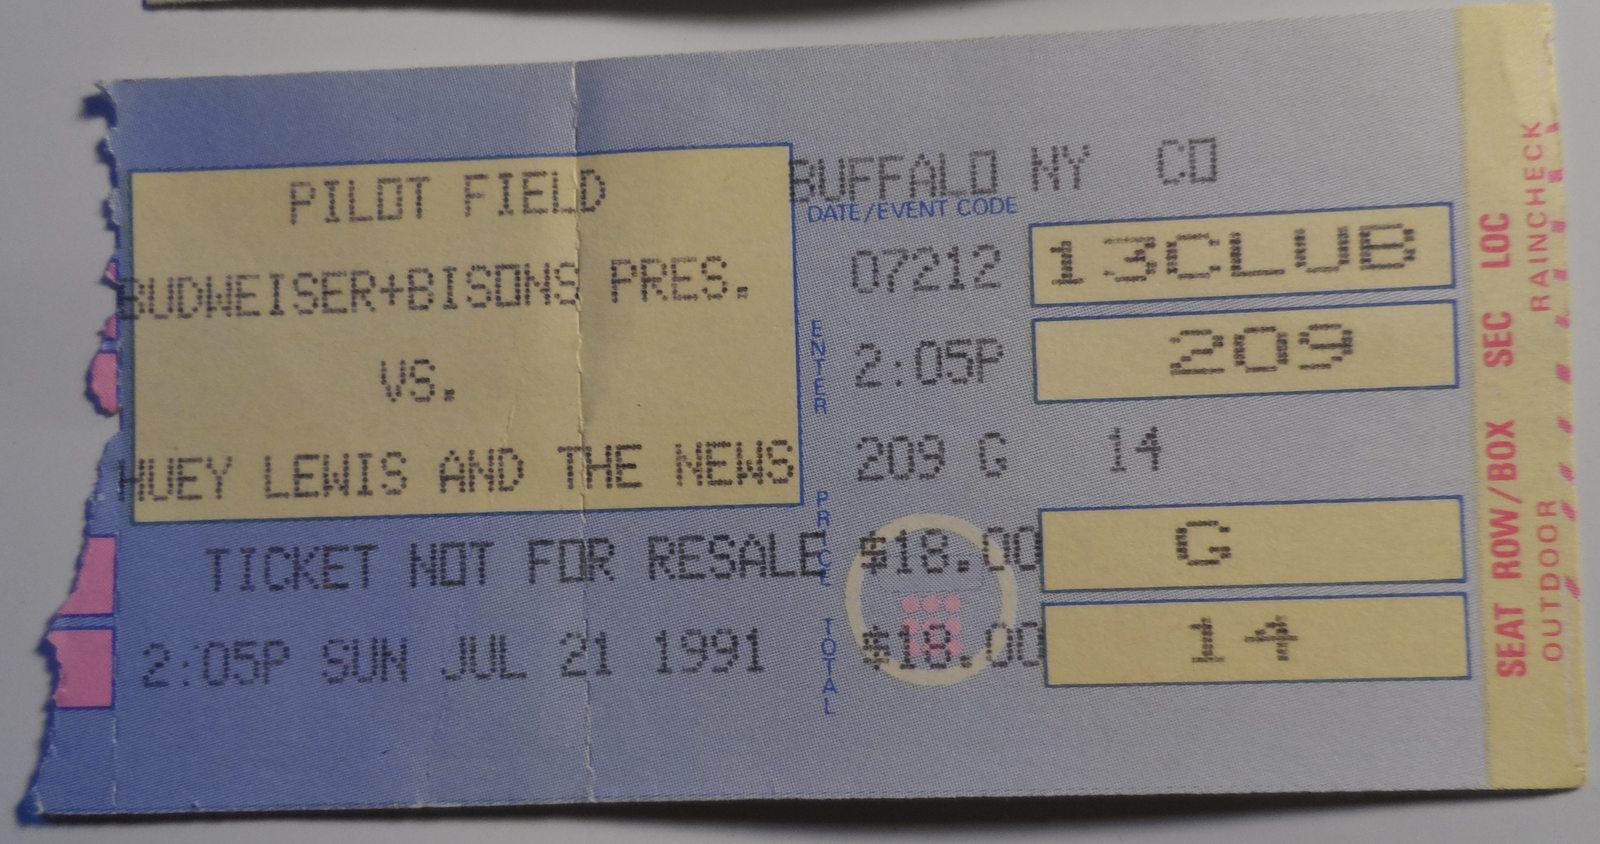 PILOT FIELD
BUFFALO NY CO
BUDWEISER+BISONS PRES.
VS.
HUEY LEWIS AND THE NEWS
TICKET NOT FOR RESALE
2:05P SUN JUL 21 1991
DATE/EVENT CODE
07212
ENTER
2:05P
209 G 14
PRICE
$18.00
TOTAL
$18.00
13CLUB
209
G
14
SEAT ROW/BOX SEC LOC
OUTDOOR RAINCHECK